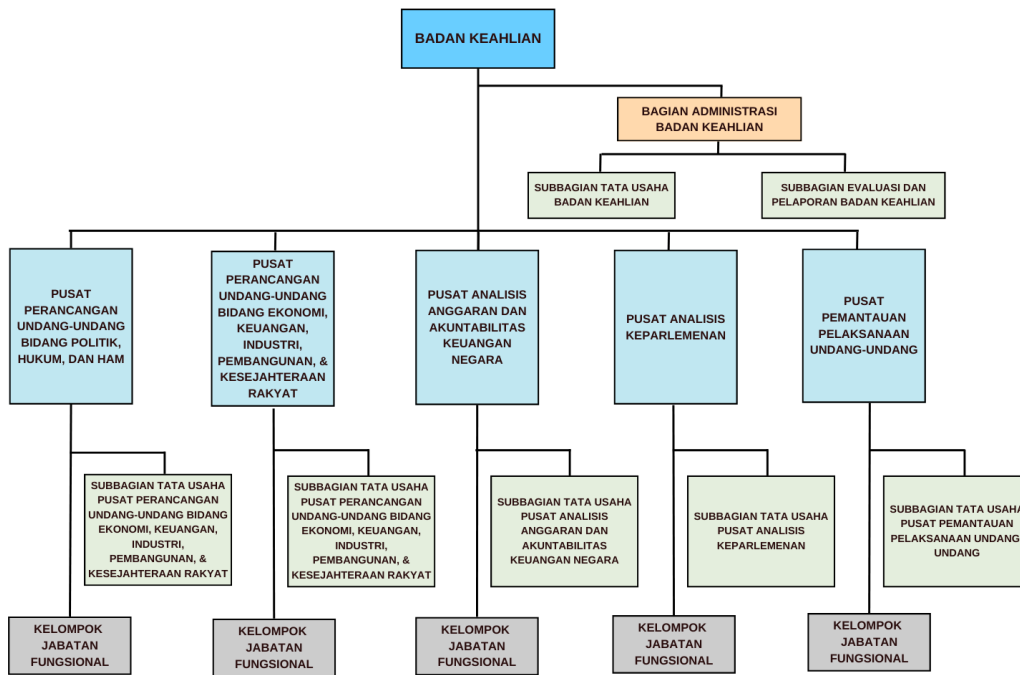 BADAN KEAHLIAN
BAGIAN ADMINISTRASI
BADAN KEAHLIAN
SUBBAGIAN TATA USAHA
BADAN KEAHLIAN
SUBBAGIAN EVALUASI DAN
PELAPORAN BADAN KEAHLIAN
PUSAT
PERANCANGAN
UNDANG-UNDANG
BIDANG POLITIK,
HUKUM, DAN HAM
PUSAT
PERANCANGAN
UNDANG-UNDANG
BIDANG EKONOMI,
KEUANGAN,
INDUSTRI,
PEMBANGUNAN, &
KESEJAHTERAAN
RAKYAT
PUSAT ANALISIS
ANGGARAN DAN
AKUNTABILITAS
KEUANGAN
NEGARA
PUSAT ANALISIS
KEPARLEMENAN
PUSAT
PEMANTAUAN
PELAKSANAAN
UNDANG-UNDANG
SUBBAGIAN TATA USAHA
PUSAT PERANCANGAN
UNDANG-UNDANG BIDANG
EKONOMI, KEUANGAN,
INDUSTRI,
PEMBANGUNAN, &
KESEJAHTERAAN RAKYAT
SUBBAGIAN TATA USAHA
PUSAT PERANCANGAN
UNDANG-UNDANG BIDANG
EKONOMI, KEUANGAN,
INDUSTRI,
PEMBANGUNAN, &
KESEJAHTERAAN RAKYAT
SUBBAGIAN TATA USAHA
PUSAT ANALISIS
ANGGARAN DAN
AKUNTABILITAS
KEUANGAN NEGARA
SUBBAGIAN TATA USAHA
PUSAT ANALISIS
KEPARLEMENAN
SUBBAGIAN TATA USAHA
PUSAT PEMANTAUAN
PELAKSANAAN UNDANG-
UNDANG
KELOMPOK
JABATAN
FUNGSIONAL
KELOMPOK
JABATAN
FUNGSIONAL
KELOMPOK
JABATAN
FUNGSIONAL
KELOMPOK
JABATAN
FUNGSIONAL
KELOMPOK
JABATAN
FUNGSIONAL